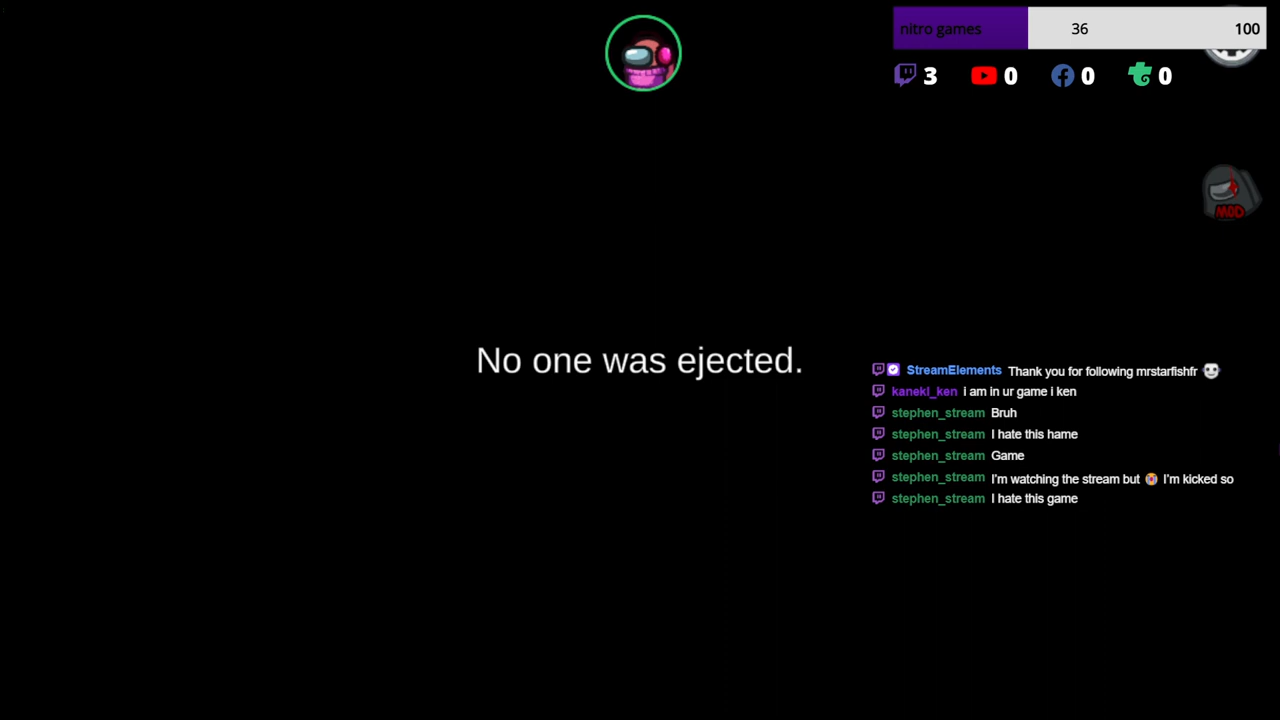 nitro games 36 100
3 0 0 0
MOD
No one was ejected.
StreamElements Thank you for following mrstarfishfr
kanekl_ken i am in ur game i ken
stephen_stream Bruh
stephen_stream I hate this hame
stephen_stream Game
stephen_stream I'm watching the stream but I'm kicked so
stephen_stream I hate this game